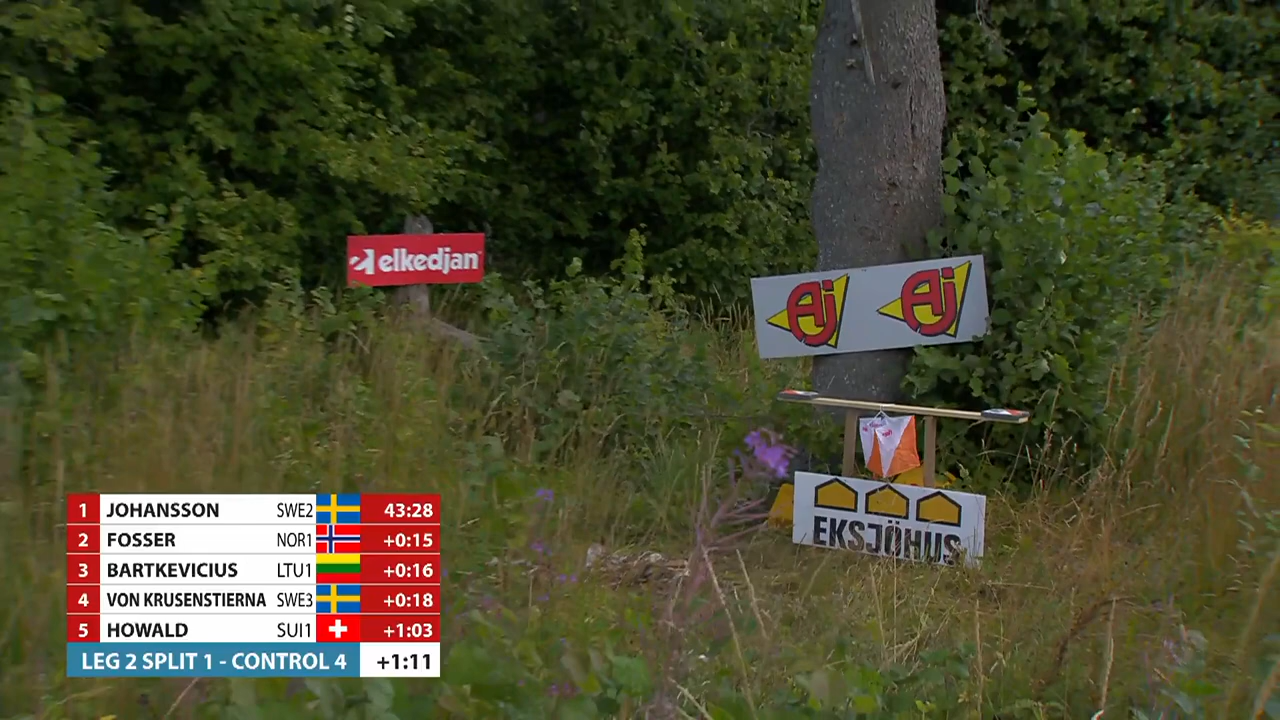 elkedjan
Aj Aj
EKSJÖHUS
1 JOHANSSON SWE2 43:28
2 FOSSER NOR1 +0:15
3 BARTKEVICIUS LTU1 +0:16
4 VON KRUSENSTIERNA SWE3 +0:18
5 HOWALD SUI1 +1:03
LEG 2 SPLIT 1 - CONTROL 4 +1:11